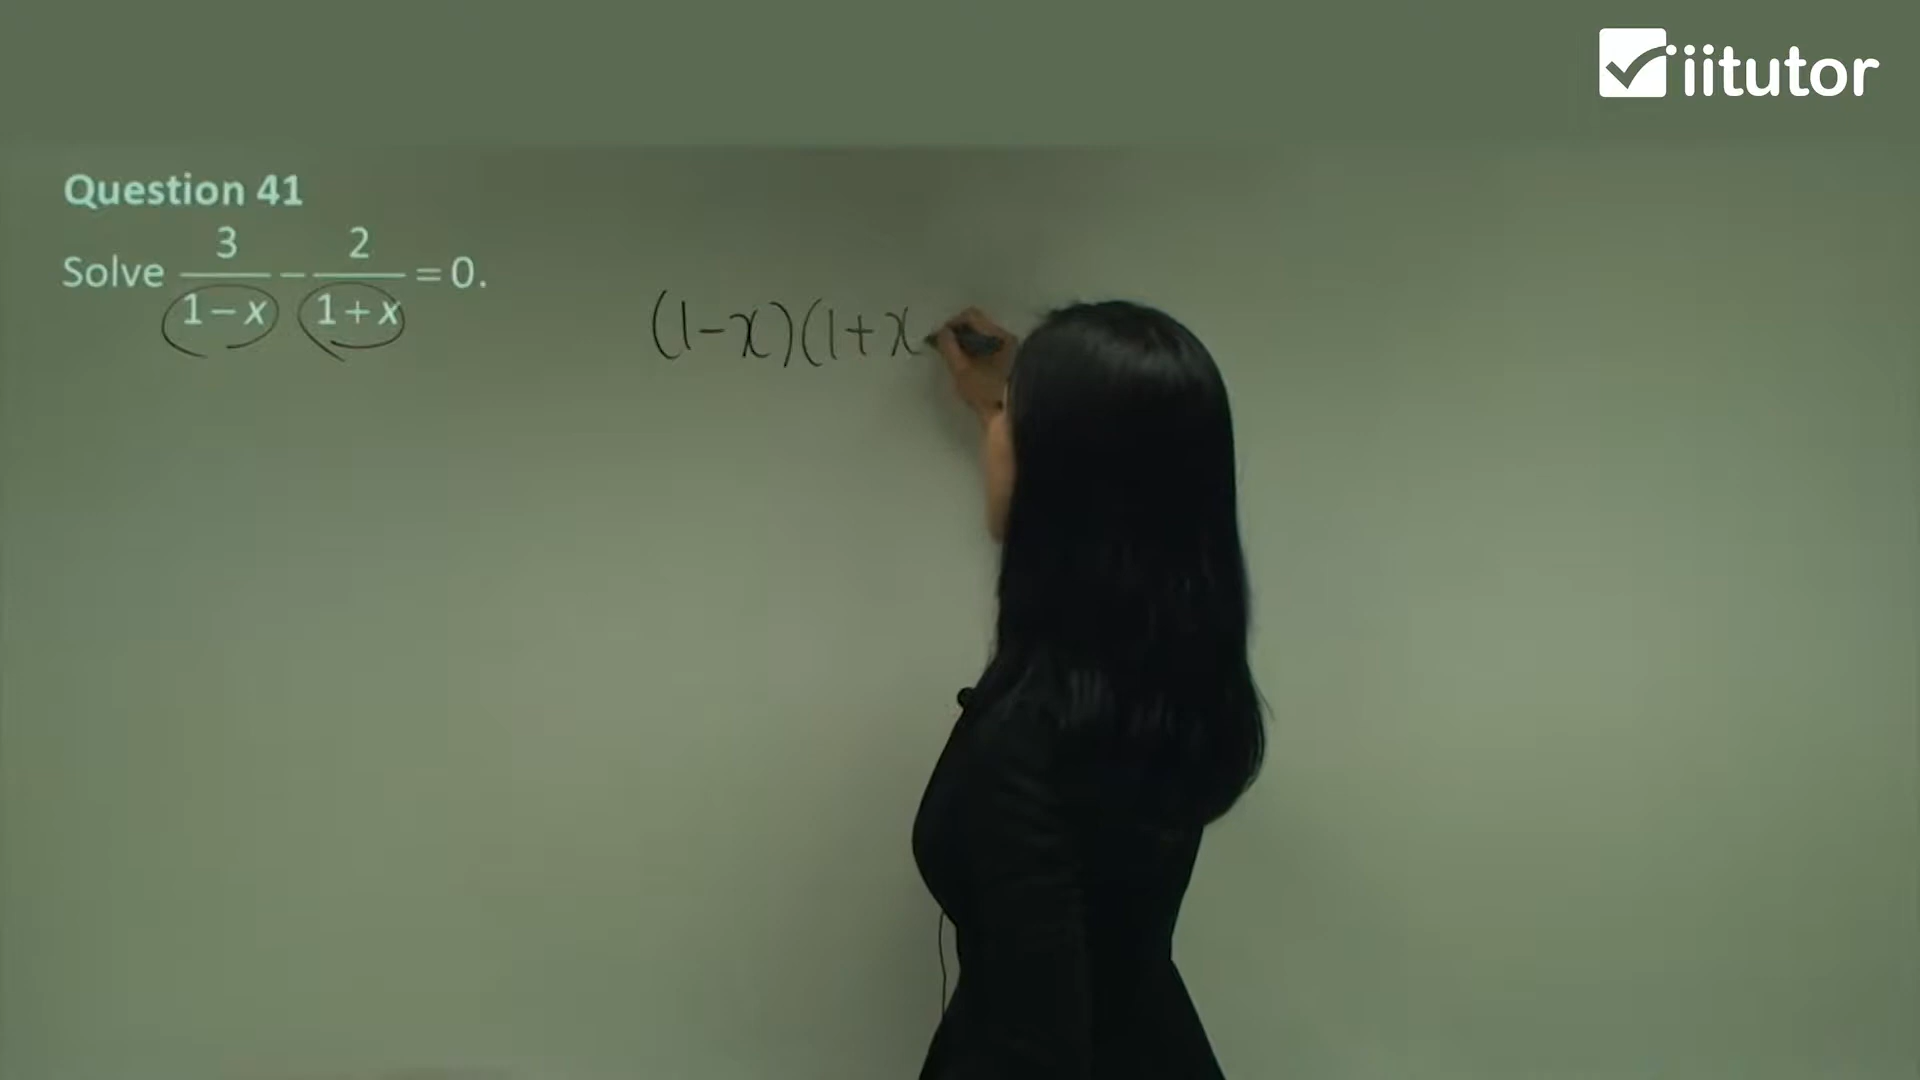 iitutor
Question 41
Solve 3/(1−x) − 2/(1+x) = 0.
(1-x)(1+x